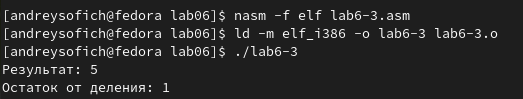 [andreysofich@fedora lab06]$ nasm -f elf lab6-3.asm
[andreysofich@fedora lab06]$ ld -m elf_i386 -o lab6-3 lab6-3.o
[andreysofich@fedora lab06]$ ./lab6-3
Результат: 5
Остаток от деления: 1